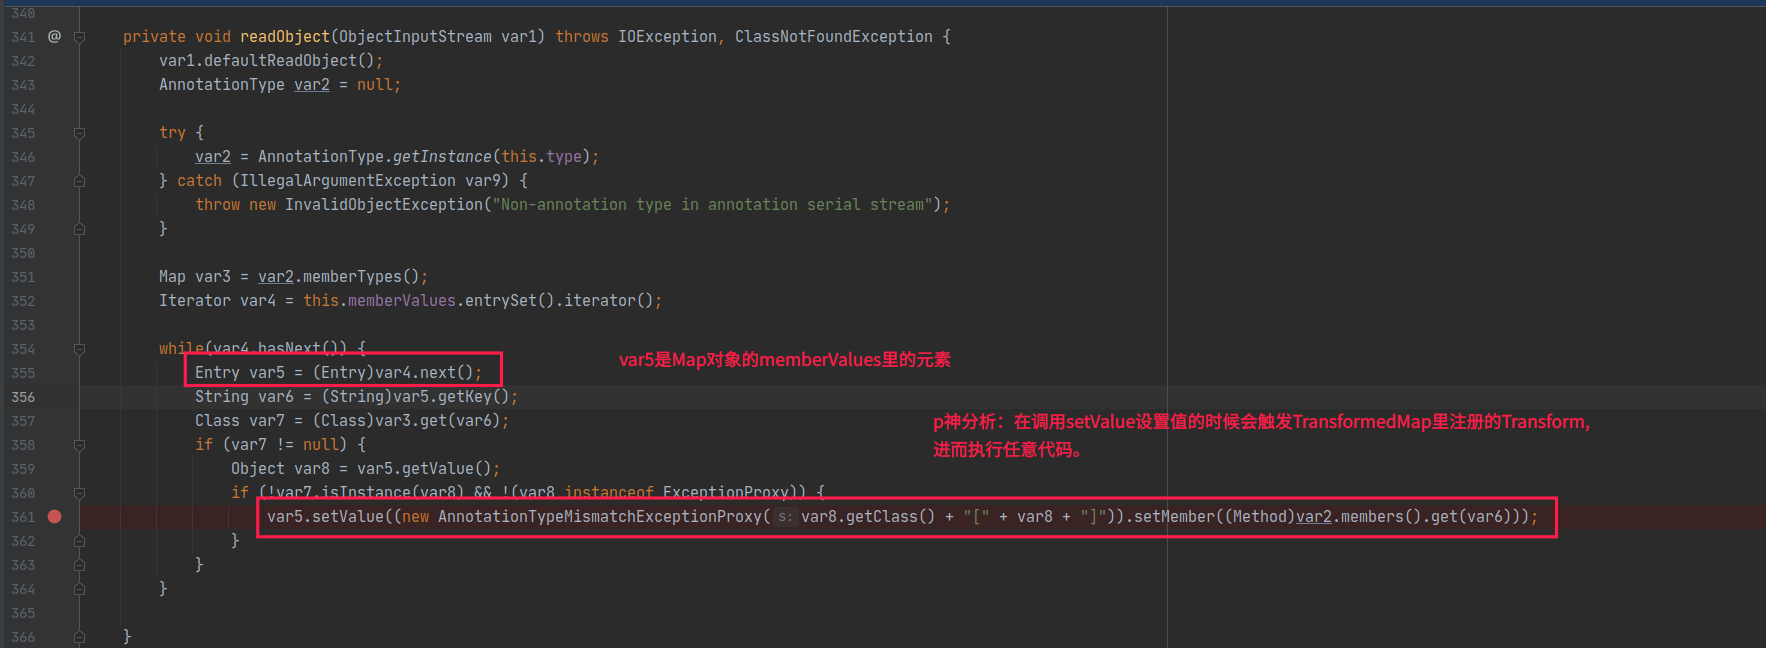 340
341 @ private void readObject(ObjectInputStream var1) throws IOException, ClassNotFoundException {
342 var1.defaultReadObject();
343 AnnotationType var2 = null;
344
345 try {
346 var2 = AnnotationType.getInstance(this.type);
347 } catch (IllegalArgumentException var9) {
348 throw new InvalidObjectException("Non-annotation type in annotation serial stream");
349 }
350
351 Map var3 = var2.memberTypes();
352 Iterator var4 = this.memberValues.entrySet().iterator();
353
354 while(var4.hasNext()) {
var5是Map对象的memberValues里的元素
355 Entry var5 = (Entry)var4.next();
356 String var6 = (String)var5.getKey();
357 Class var7 = (Class)var3.get(var6);
p神分析：在调用setValue设置值的时候会触发TransformedMap里注册的Transform,
进而执行任意代码。
358 if (var7 != null) {
359 Object var8 = var5.getValue();
360 if (!var7.isInstance(var8) && !(var8 instanceof ExceptionProxy)) {
361 var5.setValue((new AnnotationTypeMismatchExceptionProxy( s: var8.getClass() + "[" + var8 + "]")).setMember((Method)var2.members().get(var6)));
362 }
363 }
364 }
365
366 }